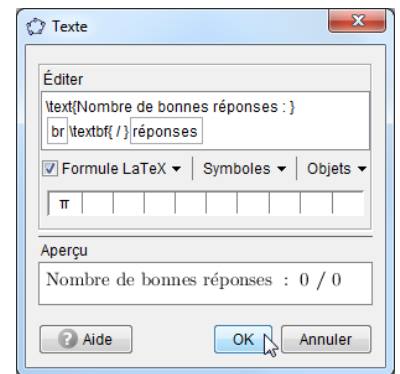 Texte
Éditer
\text{Nombre de bonnes réponses : }
br \textbf{ / } réponses
Formule LaTeX Symboles Objets
π
Aperçu
Nombre de bonnes réponses : 0 / 0
? Aide OK Annuler